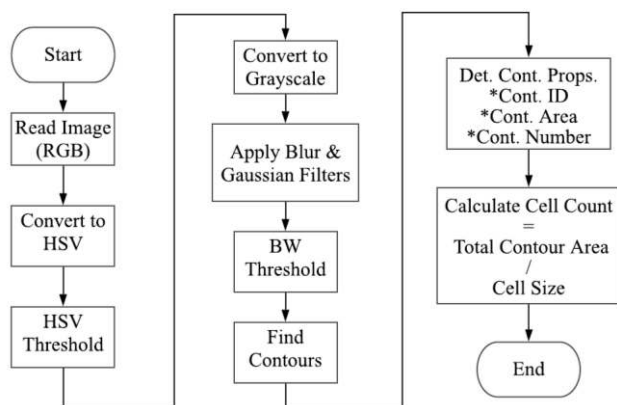 Start
Read Image
(RGB)
Convert to
HSV
HSV
Threshold
Convert to
Grayscale
Apply Blur &
Gaussian Filters
BW
Threshold
Find
Contours
Det. Cont. Props.
*Cont. ID
*Cont. Area
*Cont. Number
Calculate Cell Count
=
Total Contour Area
/
Cell Size
End